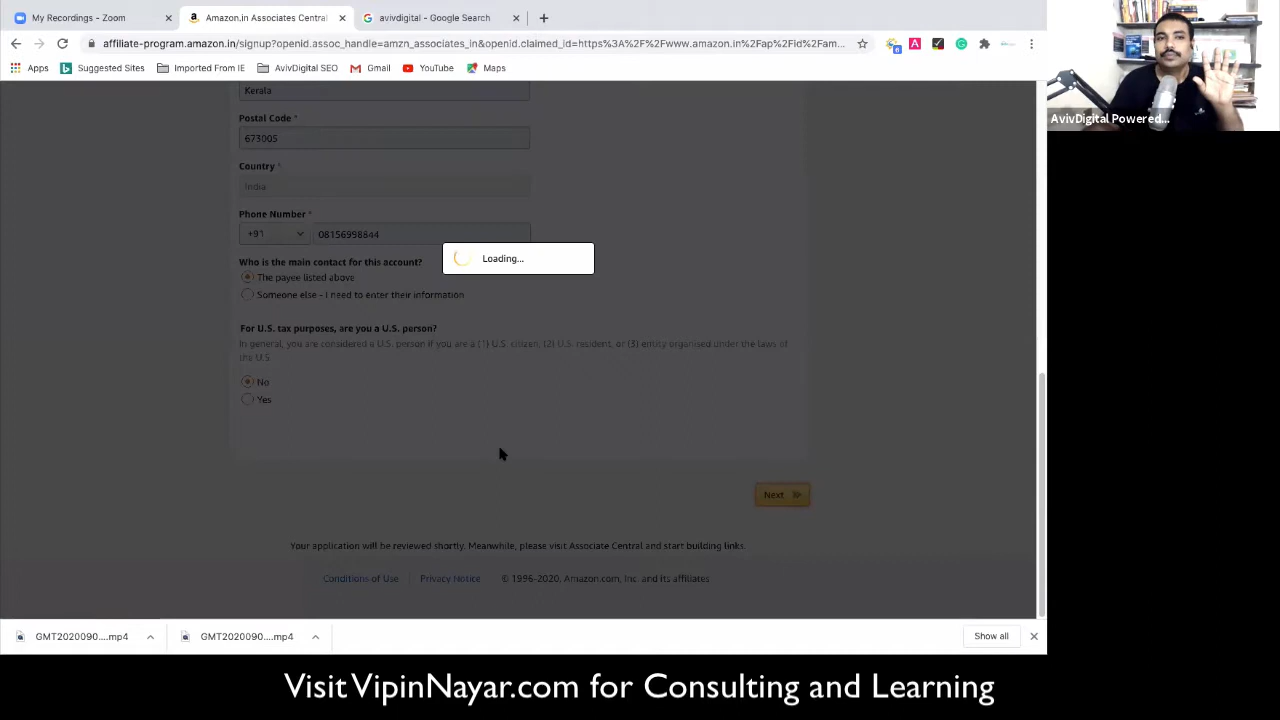 My Recordings - Zoom
Amazon.in Associates Central
avivdigital - Google Search
affiliate-program.amazon.in/signup?openid.assoc_handle=amzn_associates_in&openid.claimed_id=https%3A%2F%2Fwww.amazon.in%2Fap%2Fid%2Fam...
Apps
Suggested Sites
Imported From IE
AvivDigital SEO
Gmail
Maps
AvivDigital Powered...
Kerala
Postal Code *
673005
Country *
India
Phone Number *
+91
08156998844
Loading...
Who is the main contact for this account?
The payee listed above
Someone else - I need to enter their information
For U.S. tax purposes, are you a U.S. person?
In general, you are considered a U.S. person if you are a (1) U.S. citizen, (2) U.S. resident, or (3) entity organised under the laws of
the U.S
No
Yes
Next
Your application will be reviewed shortly. Meanwhile, please visit Associate Central and start building links.
Conditions of Use
Privacy Notice
© 1996-2020, Amazon.com, Inc. and its affiliates
GMT2020090....mp4
GMT2020090....mp4
Show all
Visit VipinNayar.com for Consulting and Learning